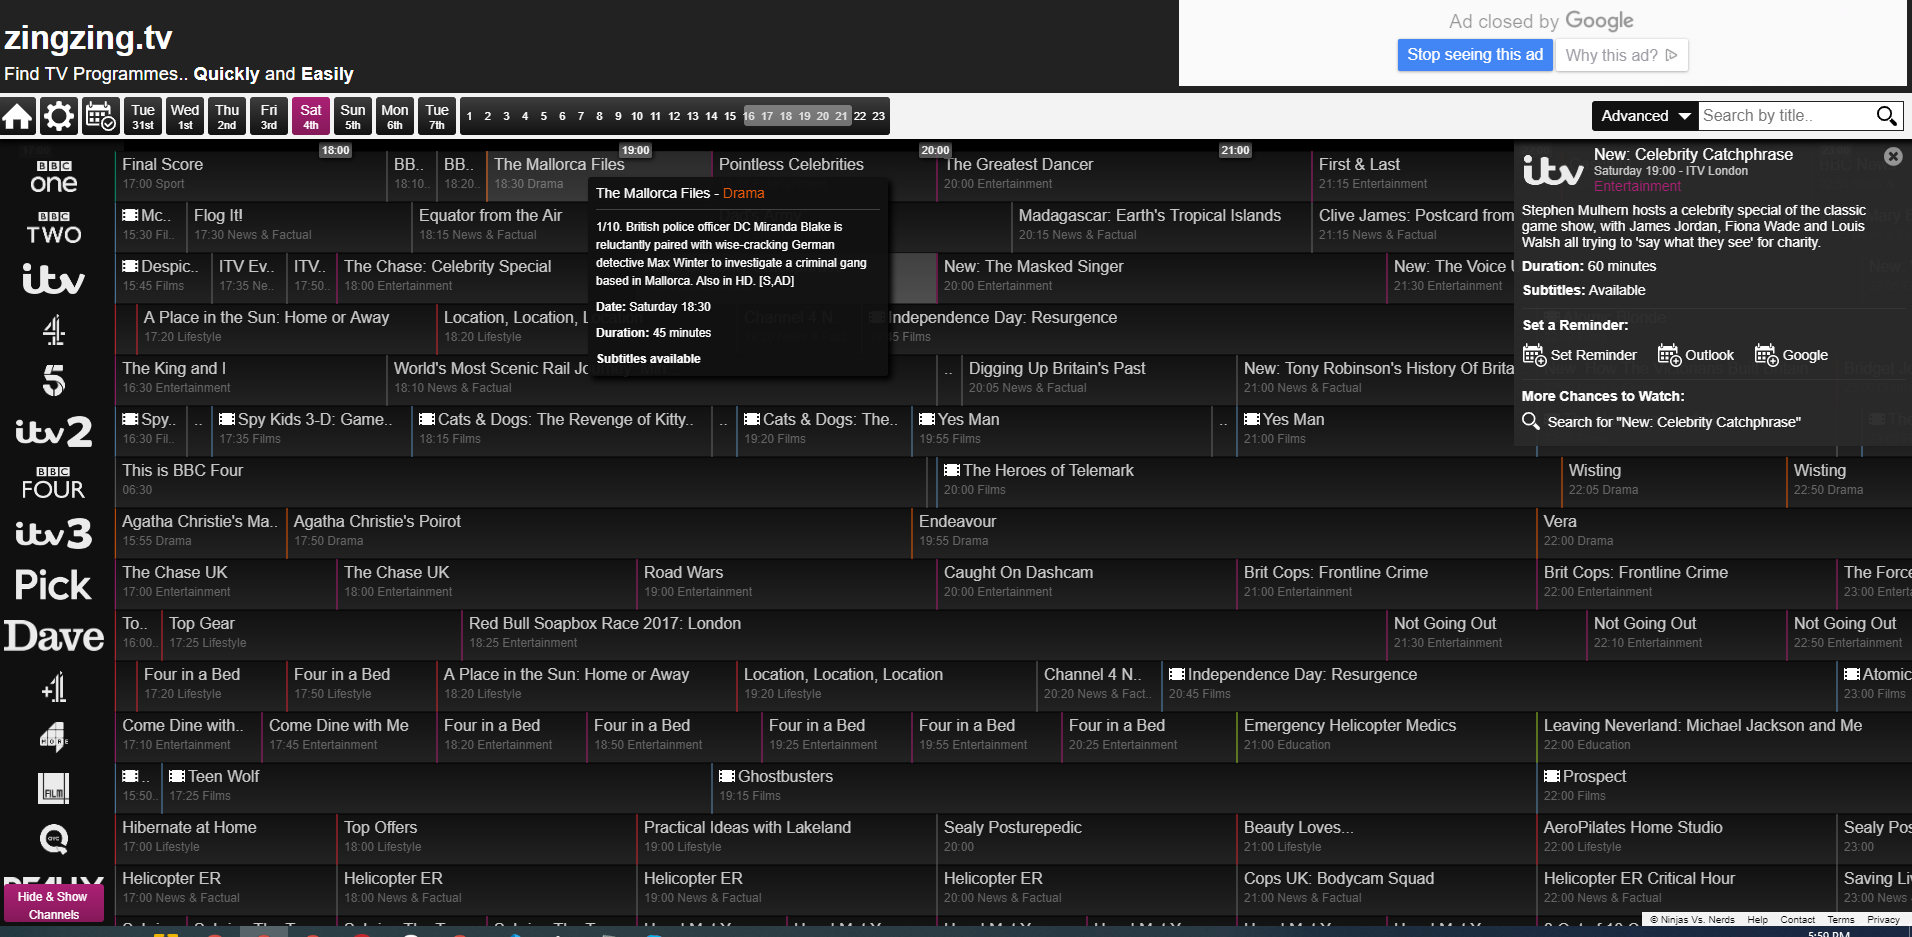 zingzing.tv
Find TV Programmes.. Quickly and Easily
Ad closed by Google
Stop seeing this ad
Why this ad?
Tue 31st
Wed 1st
Thu 2nd
Fri 3rd
Sat 4th
Sun 5th
Mon 6th
Tue 7th
1 2 3 4 5 6 7 8 9 10 11 12 13 14 15 16 17 18 19 20 21 22 23
Advanced
Search by title..
18:00 19:00 20:00 21:00
BBC one
Final Score
17:00 Sport
BB..
18:10..
BB..
18:20..
The Mallorca Files
18:30 Drama
Pointless Celebrities
The Greatest Dancer
20:00 Entertainment
First & Last
21:15 Entertainment
BBC TWO
Mc..
15:30 Fil..
Flog It!
17:30 News & Factual
Equator from the Air
18:15 News & Factual
Madagascar: Earth's Tropical Islands
20:15 News & Factual
Clive James: Postcard from
21:15 News & Factual
itv
Despic..
15:45 Films
ITV Ev..
17:35 Ne..
ITV..
17:50..
The Chase: Celebrity Special
18:00 Entertainment
New: The Masked Singer
20:00 Entertainment
New: The Voice
21:30 Entertainment
4
A Place in the Sun: Home or Away
17:20 Lifestyle
Location, Location,
18:20 Lifestyle
Independence Day: Resurgence
5 Films
5
The King and I
16:30 Entertainment
World's Most Scenic Rail
18:10 News & Factual
..
Digging Up Britain's Past
20:05 News & Factual
New: Tony Robinson's History Of Brita
21:00 News & Factual
itv2
Spy..
16:30 Fil..
..
Spy Kids 3-D: Game..
17:35 Films
Cats & Dogs: The Revenge of Kitty..
18:15 Films
..
Cats & Dogs: The..
19:20 Films
Yes Man
19:55 Films
..
Yes Man
21:00 Films
BBC FOUR
This is BBC Four
06:30
The Heroes of Telemark
20:00 Films
Wisting
22:05 Drama
Wisting
22:50 Drama
itv3
Agatha Christie's Ma..
15:55 Drama
Agatha Christie's Poirot
17:50 Drama
Endeavour
19:55 Drama
Vera
22:00 Drama
Pick
The Chase UK
17:00 Entertainment
The Chase UK
18:00 Entertainment
Road Wars
19:00 Entertainment
Caught On Dashcam
20:00 Entertainment
Brit Cops: Frontline Crime
21:00 Entertainment
Brit Cops: Frontline Crime
22:00 Entertainment
The Force
23:00 Enterta
Dave
To..
16:00..
Top Gear
17:25 Lifestyle
Red Bull Soapbox Race 2017: London
18:25 Entertainment
Not Going Out
21:30 Entertainment
Not Going Out
22:10 Entertainment
Not Going Out
22:50 Entertainment
4+1
Four in a Bed
17:20 Lifestyle
Four in a Bed
17:50 Lifestyle
A Place in the Sun: Home or Away
18:20 Lifestyle
Location, Location, Location
19:20 Lifestyle
Channel 4 N..
20:20 News & Fact..
Independence Day: Resurgence
20:45 Films
Atomic
23:00 Films
4 MORE
Come Dine with..
17:10 Entertainment
Come Dine with Me
17:45 Entertainment
Four in a Bed
18:20 Entertainment
Four in a Bed
18:50 Entertainment
Four in a Bed
19:25 Entertainment
Four in a Bed
19:55 Entertainment
Four in a Bed
20:25 Entertainment
Emergency Helicopter Medics
21:00 Education
Leaving Neverland: Michael Jackson and Me
22:00 Education
FILM4
..
15:50..
Teen Wolf
17:25 Films
Ghostbusters
19:15 Films
Prospect
22:00 Films
QVC
Hibernate at Home
17:00 Lifestyle
Top Offers
18:00 Lifestyle
Practical Ideas with Lakeland
19:00 Lifestyle
Sealy Posturepedic
20:00
Beauty Loves...
21:00 Lifestyle
AeroPilates Home Studio
22:00 Lifestyle
Sealy Pos
23:00
Helicopter ER
17:00 News & Factual
Helicopter ER
18:00 News & Factual
Helicopter ER
19:00 News & Factual
Helicopter ER
20:00 News & Factual
Cops UK: Bodycam Squad
21:00 News & Factual
Helicopter ER Critical Hour
22:00 News & Factual
Saving Li
Hide & Show Channels
The Mallorca Files - Drama
1/10. British police officer DC Miranda Blake is
reluctantly paired with wise-cracking German
detective Max Winter to investigate a criminal gang
based in Mallorca. Also in HD. [S,AD]
Date: Saturday 18:30
Duration: 45 minutes
Subtitles available
itv
New: Celebrity Catchphrase
Saturday 19:00 - ITV London
Entertainment
Stephen Mulhern hosts a celebrity special of the classic
game show, with James Jordan, Fiona Wade and Louis
Walsh all trying to 'say what they see' for charity.
Duration: 60 minutes
Subtitles: Available
Set a Reminder:
Set Reminder
Outlook
Google
More Chances to Watch:
Search for "New: Celebrity Catchphrase"
© Ninjas Vs. Nerds Help Contact Terms Privacy
5:59 PM